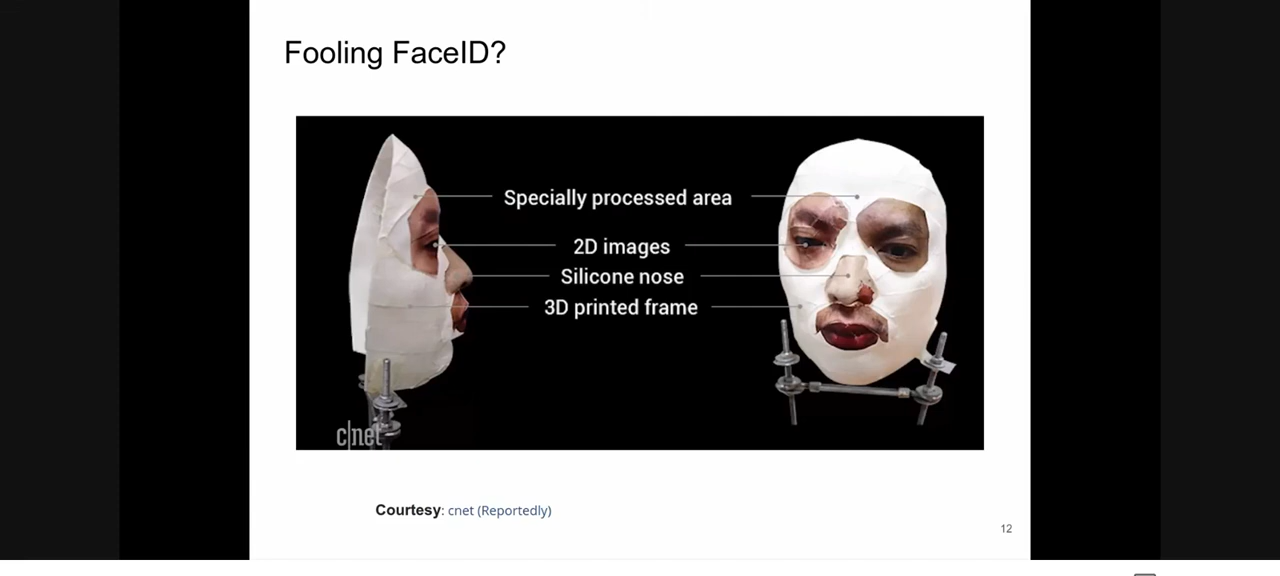 Fooling FaceID?
Specially processed area
2D images
Silicone nose
3D printed frame
c|net
Courtesy: cnet (Reportedly)
12